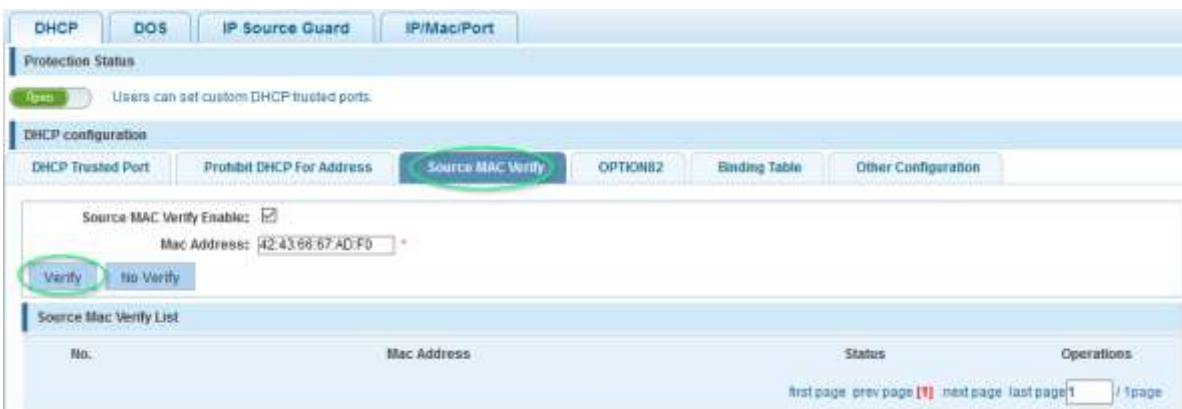 DHCP DOS IP Source Guard IP/Mac/Port
Protection Status
Open Users can set custom DHCP trusted ports.
DHCP configuration
DHCP Trusted Port Prohibit DHCP For Address Source MAC Verify OPTION82 Binding Table Other Configuration
Source MAC Verify Enable:
Mac Address: 42:43:66:67:AD:F0 *
Verify No Verify
Source Mac Verify List
No. Mac Address Status Operations
first page prev page [1] next page last page 1 / 1page